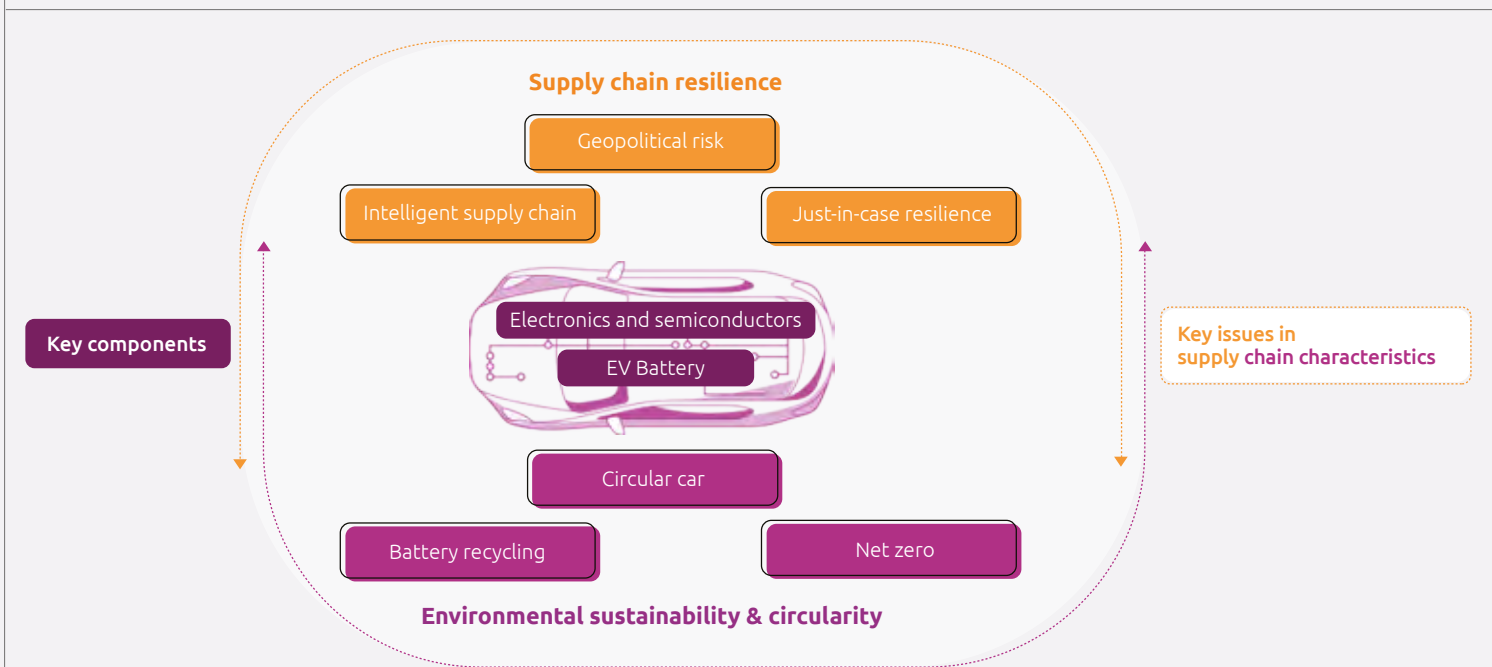 Supply chain resilience
Geopolitical risk
Intelligent supply chain
Just-in-case resilience
Electronics and semiconductors
EV Battery
Key components
Key issues in
supply chain characteristics
Circular car
Battery recycling
Net zero
Environmental sustainability & circularity